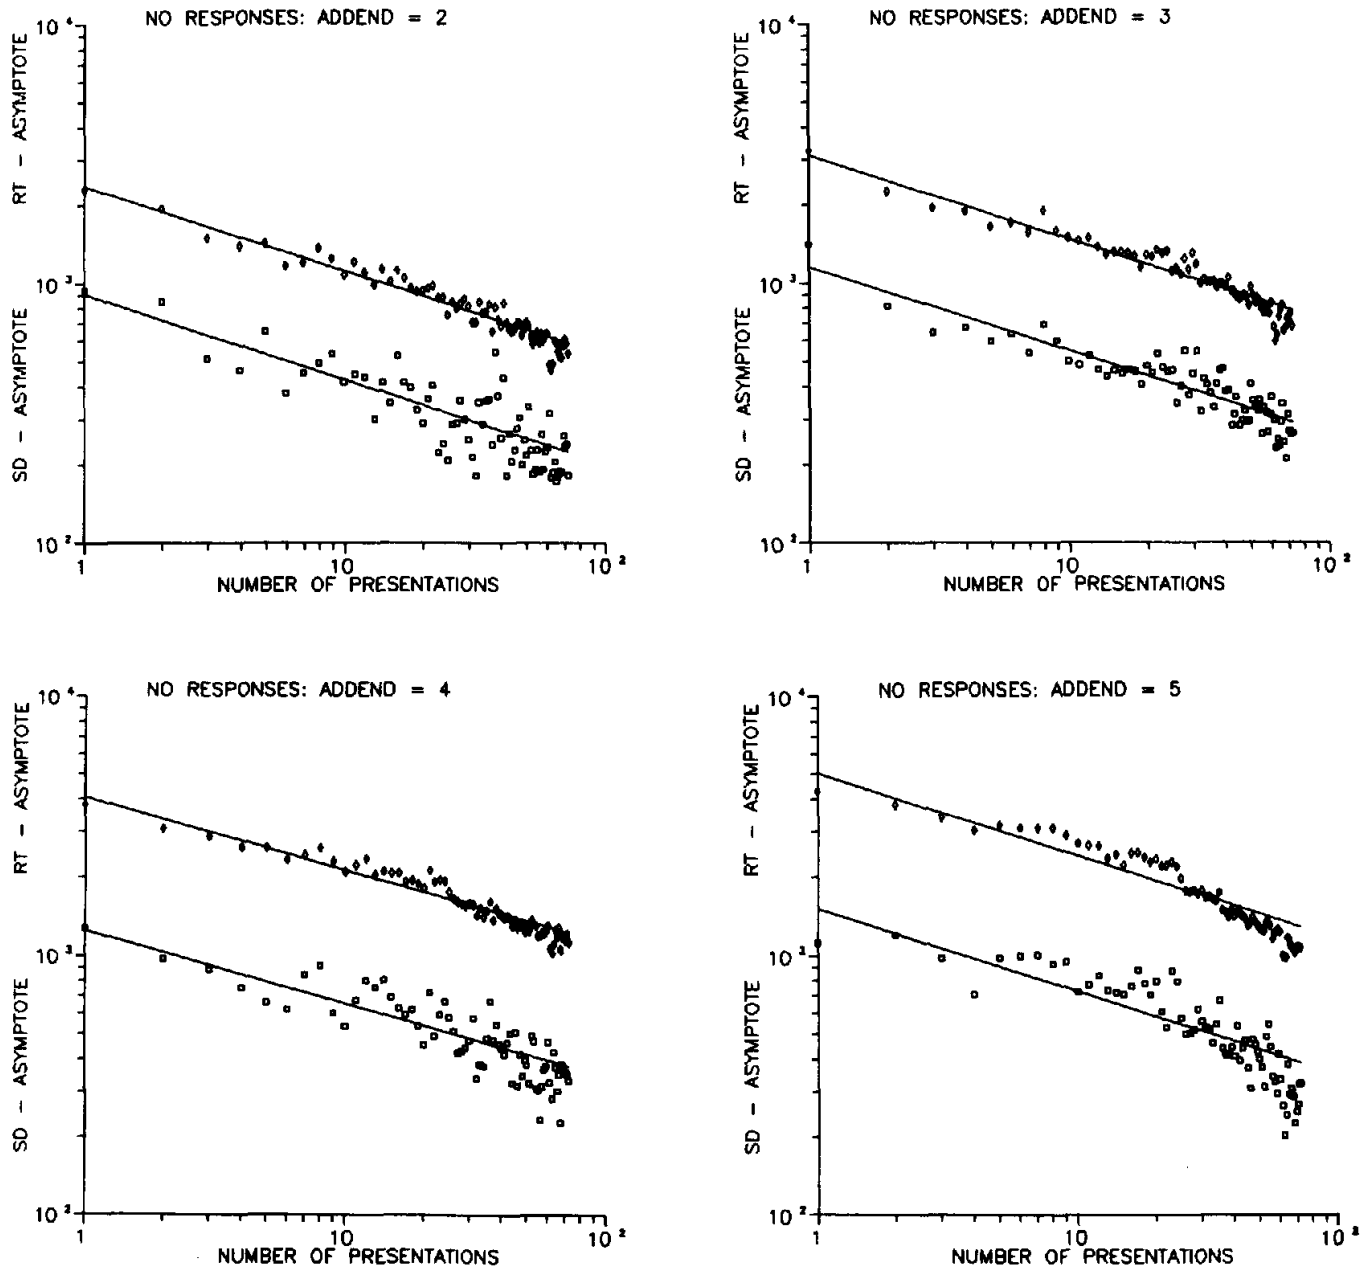 NO RESPONSES: ADDEND = 2
RT - ASYMPTOTE
SD - ASYMPTOTE
10⁴
10³
10²
1
10
10²
NUMBER OF PRESENTATIONS
NO RESPONSES: ADDEND = 3
RT - ASYMPTOTE
SD - ASYMPTOTE
10⁴
10³
10²
1
10
10²
NUMBER OF PRESENTATIONS
NO RESPONSES: ADDEND = 4
RT - ASYMPTOTE
SD - ASYMPTOTE
10⁴
10³
10²
1
10
10²
NUMBER OF PRESENTATIONS
NO RESPONSES: ADDEND = 5
RT - ASYMPTOTE
SD - ASYMPTOTE
10⁴
10³
10²
1
10
10²
NUMBER OF PRESENTATIONS